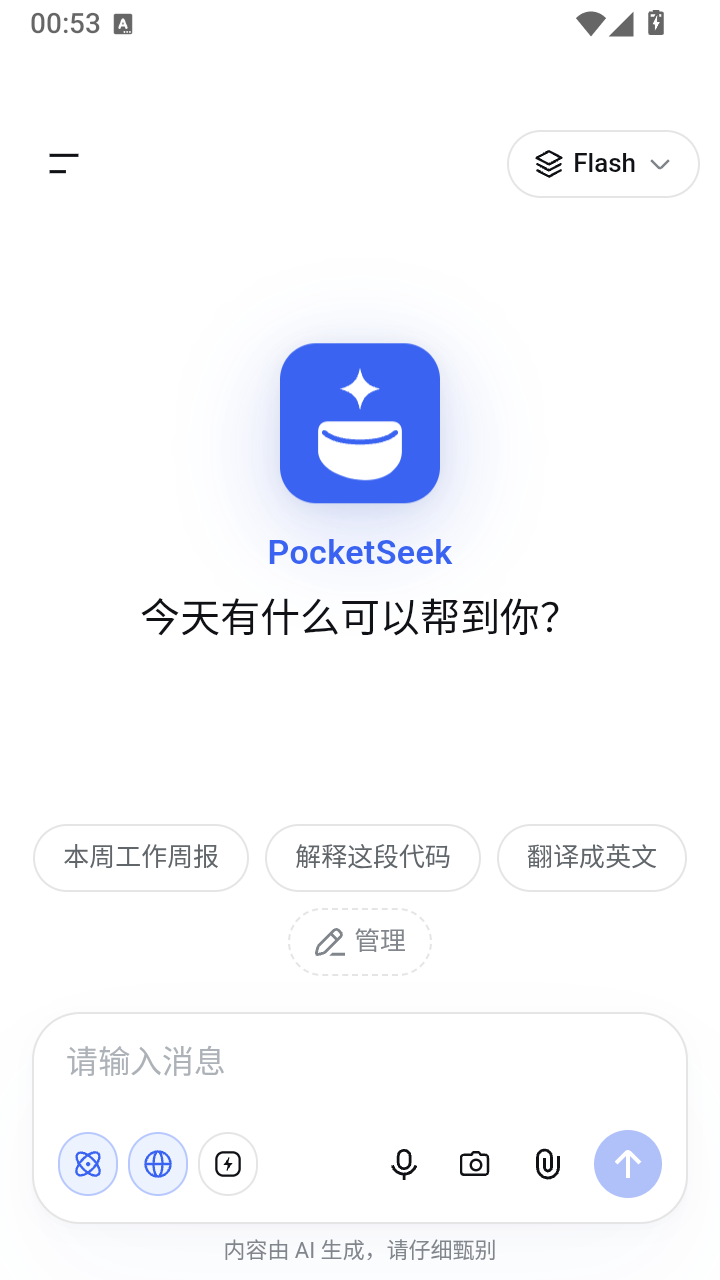 00:53
Flash
PocketSeek
今天有什么可以帮到你？
本周工作周报
解释这段代码
翻译成英文
管理
请输入消息
内容由 AI 生成，请仔细甄别